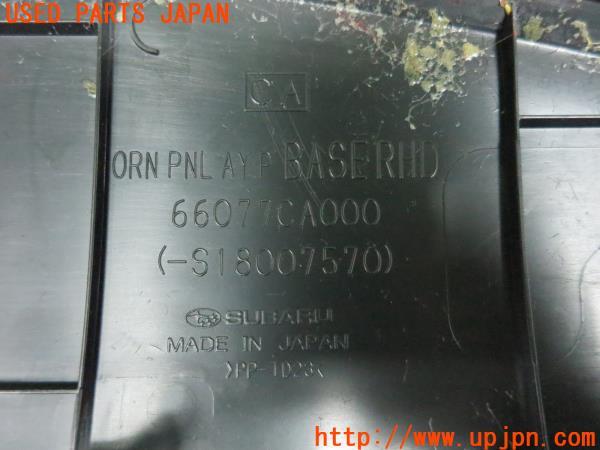 USED PARTS JAPAN
CA
ORN PNL AY P BASE RHD
66077CA000
(-S18007570)
SUBARU
MADE IN JAPAN
>PP-TD23<
http://www.upjpn.com/